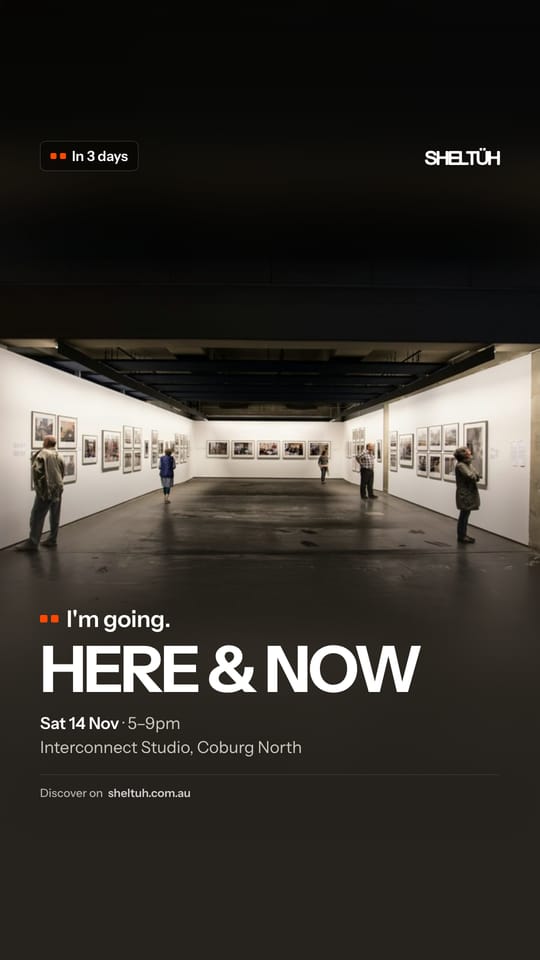 In 3 days
SHELTÜH
I'm going.
HERE & NOW
Sat 14 Nov · 5–9pm
Interconnect Studio, Coburg North
Discover on sheltuh.com.au